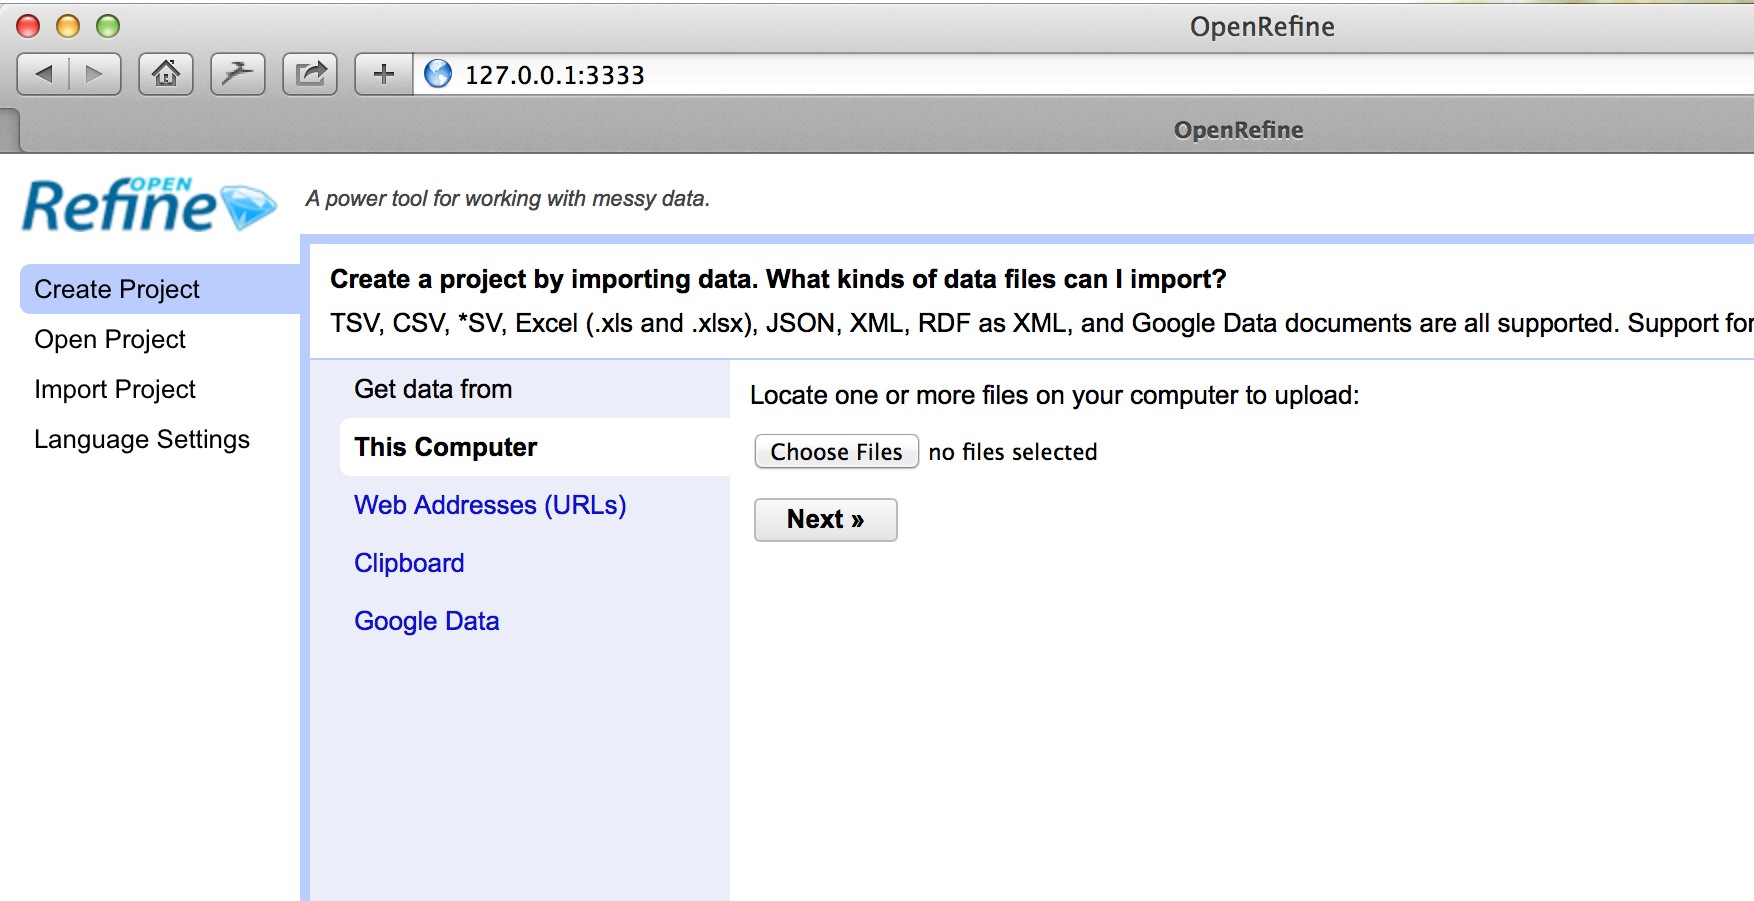 OpenRefine
127.0.0.1:3333
OpenRefine
OPEN
Refine
A power tool for working with messy data.
Create Project
Open Project
Import Project
Language Settings
Create a project by importing data. What kinds of data files can I import?
TSV, CSV, *SV, Excel (.xls and .xlsx), JSON, XML, RDF as XML, and Google Data documents are all supported. Support for
Get data from
This Computer
Web Addresses (URLs)
Clipboard
Google Data
Locate one or more files on your computer to upload:
Choose Files no files selected
Next »